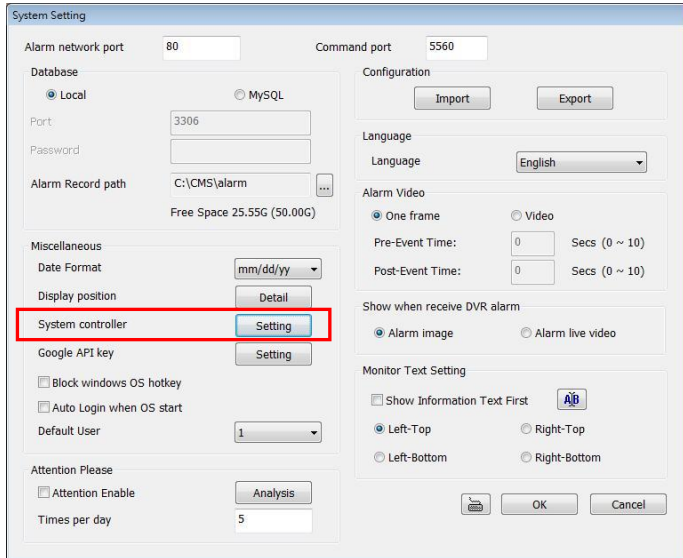 System Setting
Alarm network port 80 Command port 5560
Database
Local MySQL
Port 3306
Password
Alarm Record path C:\CMS\alarm ...
Free Space 25.55G (50.00G)
Miscellaneous
Date Format mm/dd/yy
Display position Detail
System controller Setting
Google API key Setting
Block windows OS hotkey
Auto Login when OS start
Default User 1
Attention Please
Attention Enable Analysis
Times per day 5
Configuration
Import Export
Language
Language English
Alarm Video
One frame Video
Pre-Event Time: 0 Secs (0 ~ 10)
Post-Event Time: 0 Secs (0 ~ 10)
Show when receive DVR alarm
Alarm image Alarm live video
Monitor Text Setting
Show Information Text First AB
Left-Top Right-Top
Left-Bottom Right-Bottom
OK Cancel